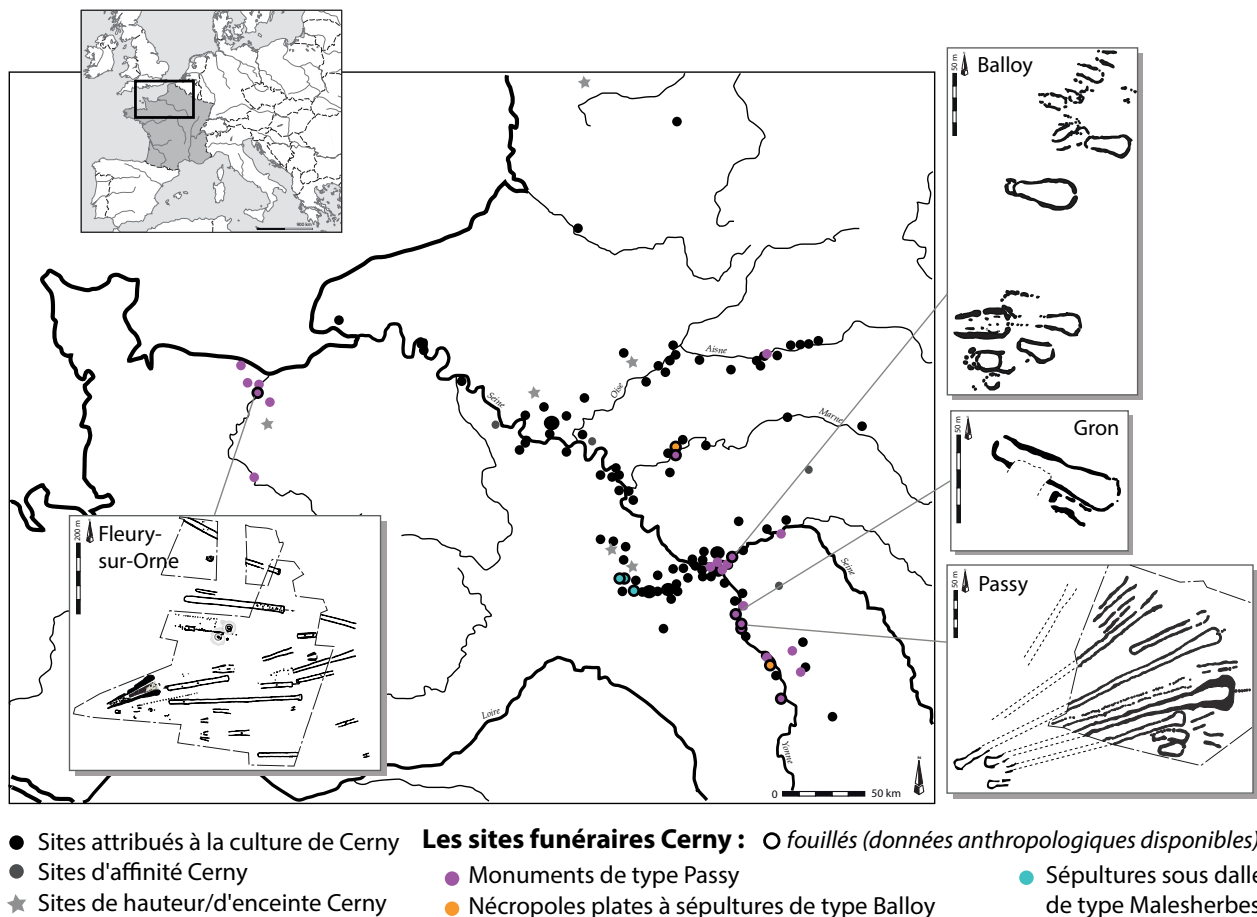 Balloy
50 m
Gron
50 m
Passy
50 m
Fleury-
sur-Orne
200 m
Aisne
Oise
Seine
Marne
Seine
Loire
Yonne
N
0 50 km
Sites attribués à la culture de Cerny
Sites d'affinité Cerny
Sites de hauteur/d'enceinte Cerny
Les sites funéraires Cerny : fouillés (données anthropologiques disponibles)
Monuments de type Passy
Nécropoles plates à sépultures de type Balloy
Sépultures sous dalle
de type Malesherbes